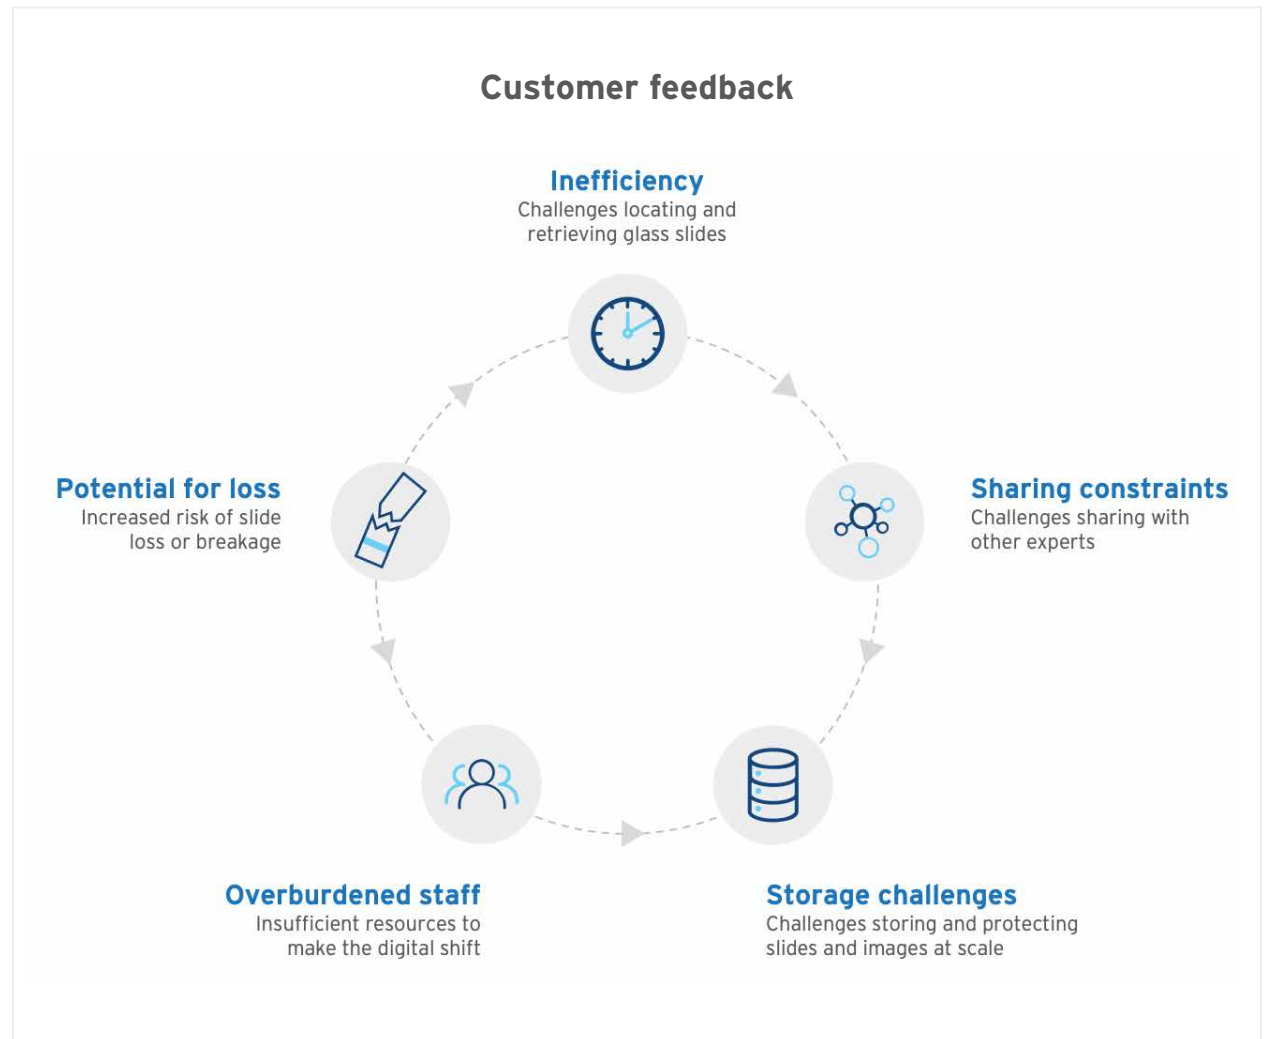 Customer feedback
Inefficiency
Challenges locating and
retrieving glass slides
Potential for loss
Increased risk of slide
loss or breakage
Sharing constraints
Challenges sharing with
other experts
Overburdened staff
Insufficient resources to
make the digital shift
Storage challenges
Challenges storing and protecting
slides and images at scale